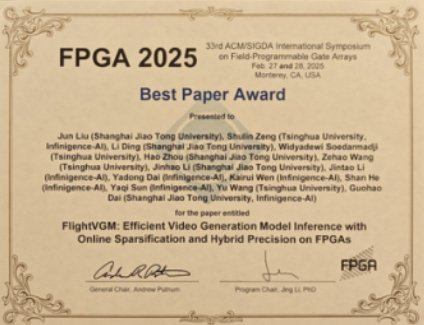 FPGA 2025
33rd ACM/SIGDA International Symposium
on Field-Programmable Gate Arrays
Feb. 27 and 28, 2025
Monterey, CA, USA
Best Paper Award
Presented to
Jun Liu (Shanghai Jiao Tong University), Shulin Zeng (Tsinghua University,
Infinigence-AI), Li Ding (Shanghai Jiao Tong University), Widyadewi Soedarmadji
(Tsinghua University), Hao Zhou (Shanghai Jiao Tong University), Zehao Wang
(Tsinghua University), Jinhao Li (Shanghai Jiao Tong University), Jintao Li
(Infinigence-AI), Yadong Dai (Infinigence-AI), Kairui Wen (Infinigence-AI), Shan He
(Infinigence-AI), Yaqi Sun (Infinigence-AI), Yu Wang (Tsinghua University), Guohao
Dai (Shanghai Jiao Tong University, Infinigence-AI)
for the paper entitled
FlightVGM: Efficient Video Generation Model Inference with
Online Sparsification and Hybrid Precision on FPGAs
General Chair, Andrew Putnum
Program Chair, Jing Li, PhD
FPGA